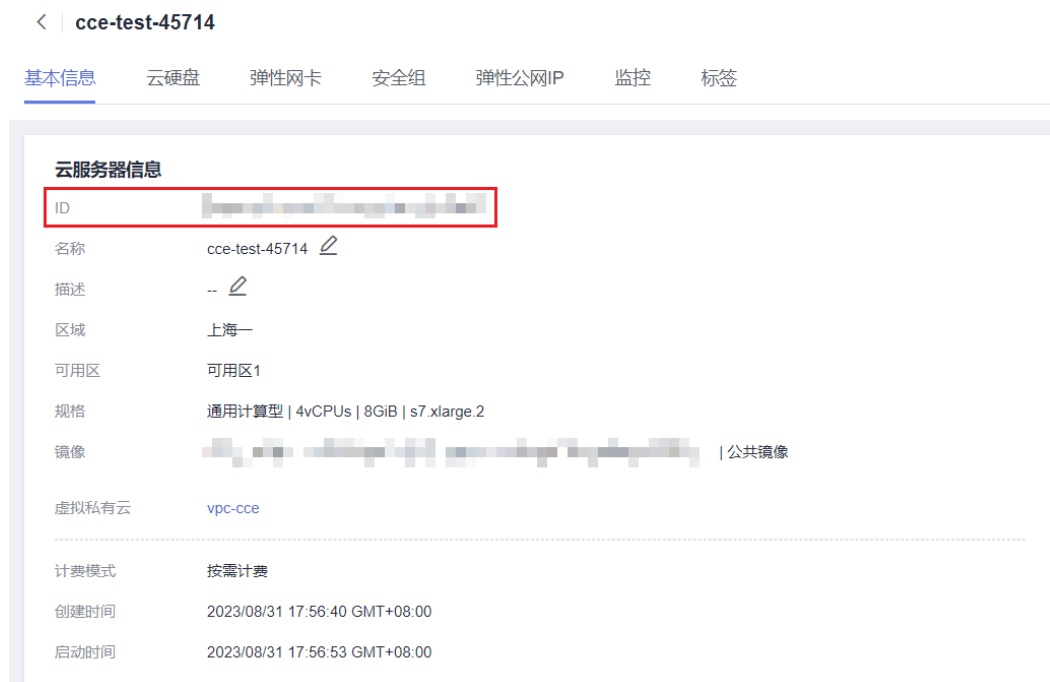 cce-test-45714
基本信息 云硬盘 弹性网卡 安全组 弹性公网IP 监控 标签
云服务器信息
ID
名称 cce-test-45714
描述 --
区域 上海一
可用区 可用区1
规格 通用计算型 | 4vCPUs | 8GiB | s7.xlarge.2
镜像 | 公共镜像
虚拟私有云 vpc-cce
计费模式 按需计费
创建时间 2023/08/31 17:56:40 GMT+08:00
启动时间 2023/08/31 17:56:53 GMT+08:00